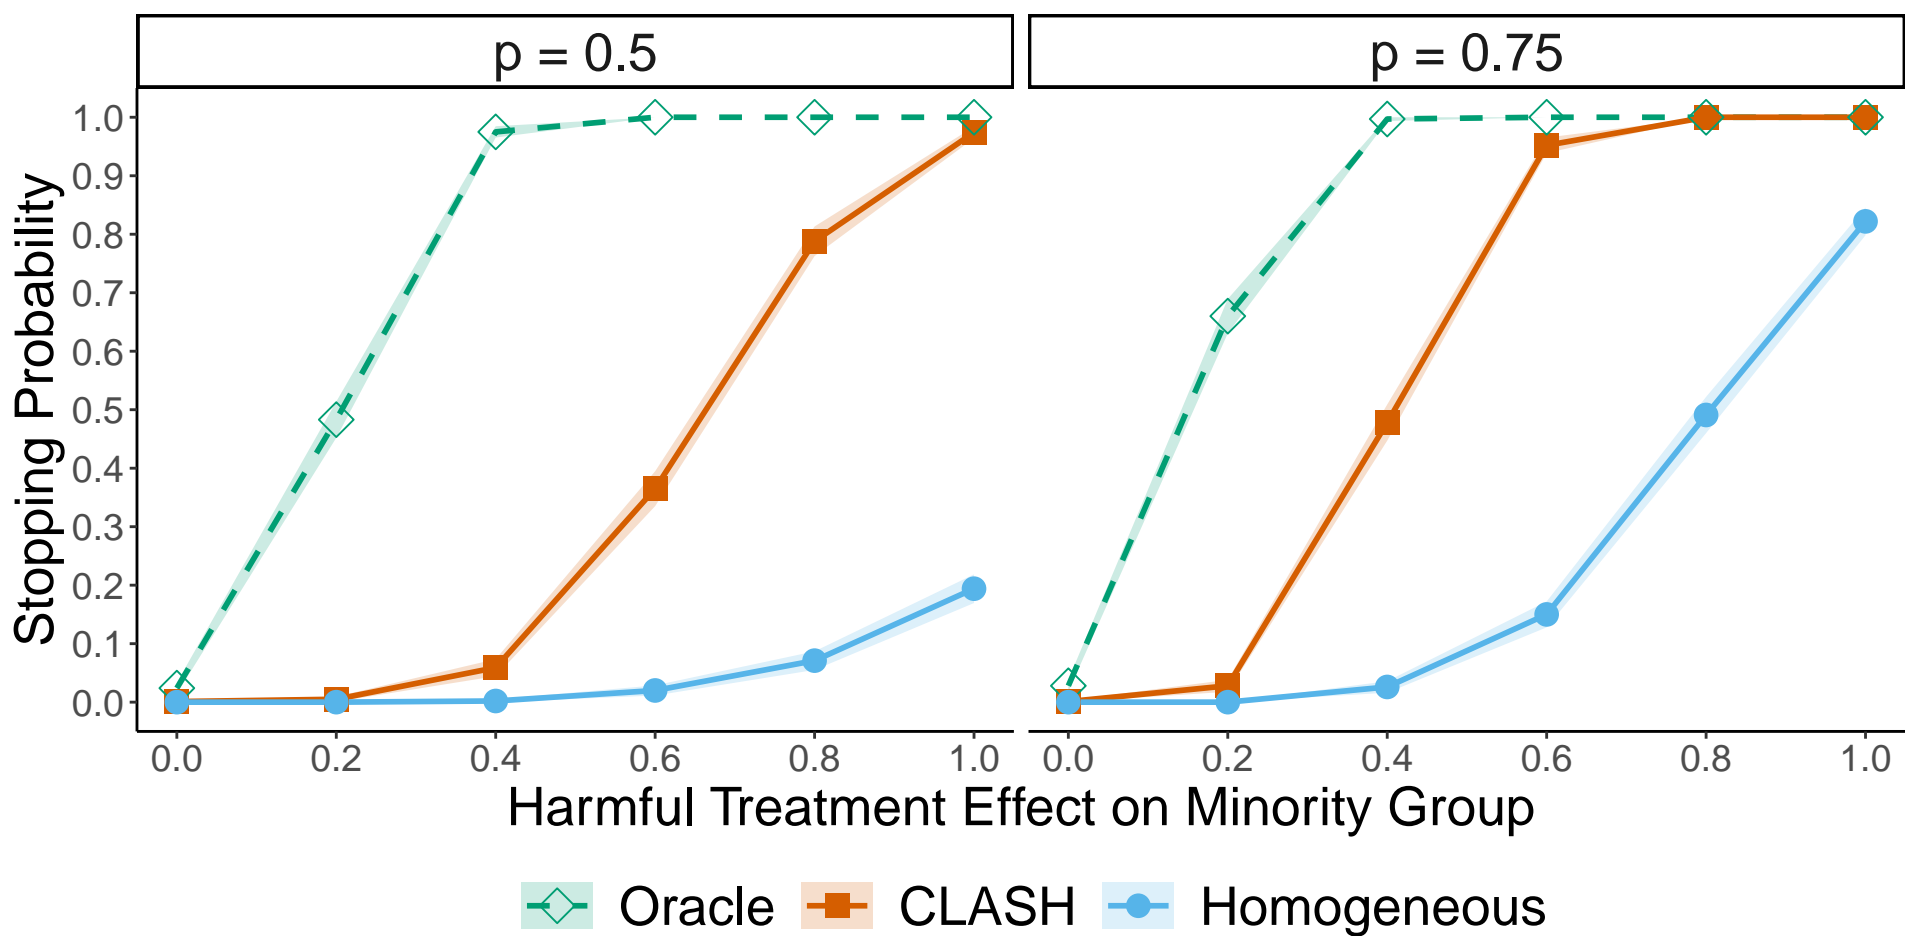 p = 0.5
p = 0.75
Stopping Probability
1.0
0.9
0.8
0.7
0.6
0.5
0.4
0.3
0.2
0.1
0.0
0.0 0.2 0.4 0.6 0.8 1.0
0.0 0.2 0.4 0.6 0.8 1.0
Harmful Treatment Effect on Minority Group
Oracle CLASH Homogeneous